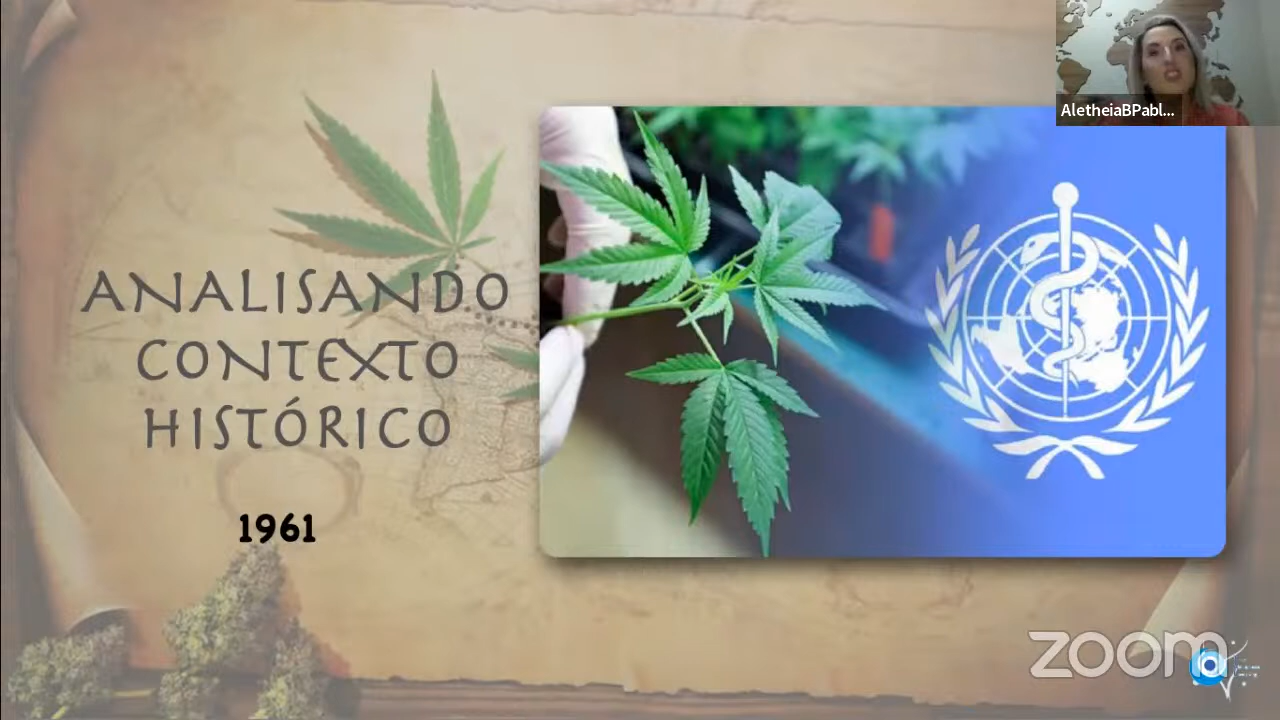 AletheiaBPabl...
ANALISANDO
CONTEXTO
HISTÓRICO
1961
zoom